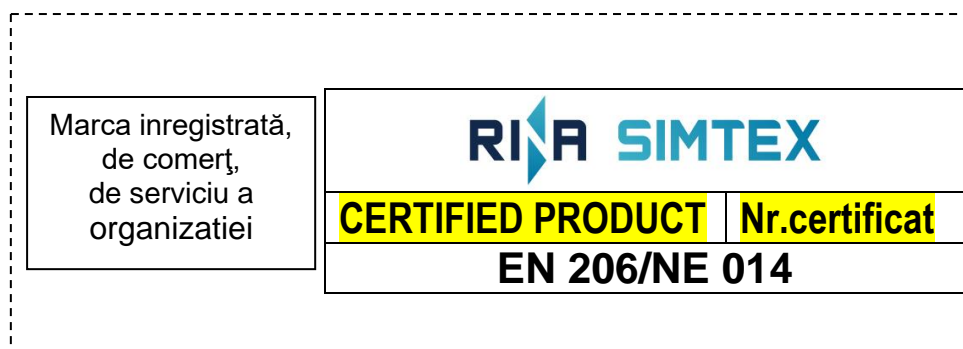 Marca inregistrată,
de comerţ,
de serviciu a
organizatiei
RINA SIMTEX
CERTIFIED PRODUCT Nr.certificat
EN 206/NE 014